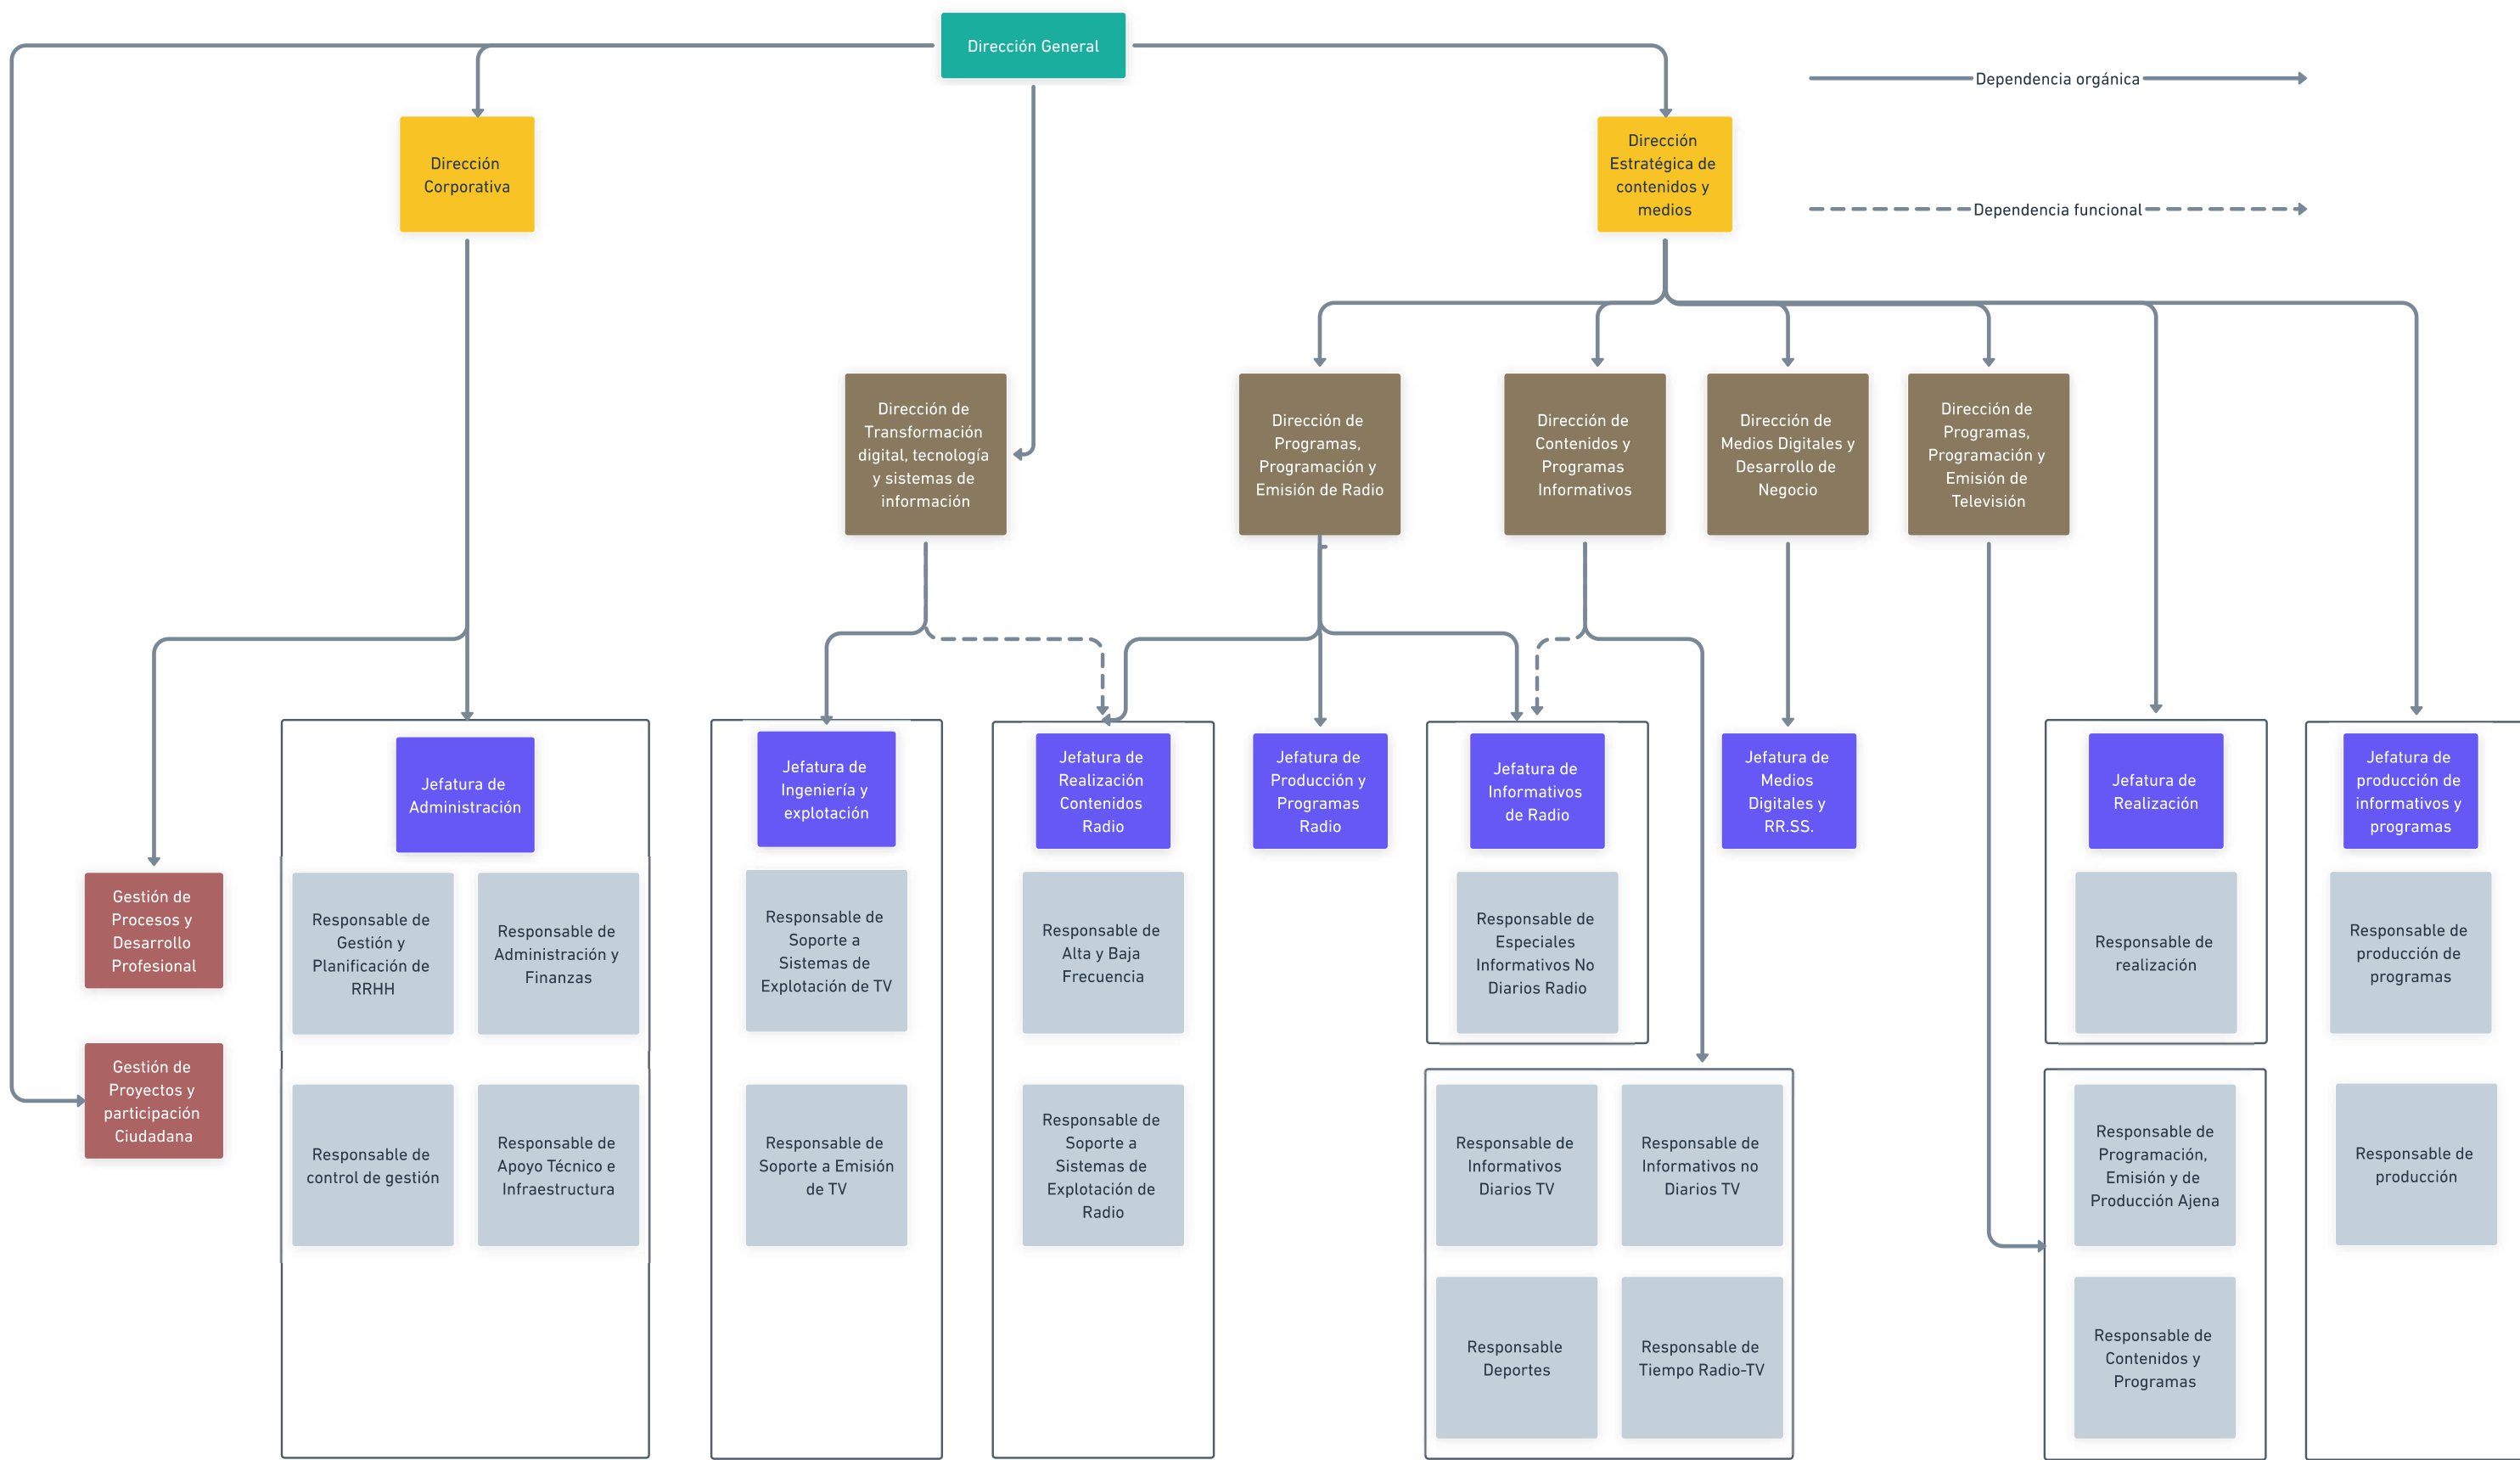 Dirección General
Dependencia orgánica
Dirección
Corporativa
Dirección
Estratégica de
contenidos y
medios
Dependencia funcional
Dirección de
Transformación
digital, tecnología
y sistemas de
información
Dirección de
Programas,
Programación y
Emisión de Radio
Dirección de
Contenidos y
Programas
Informativos
Dirección de
Medios Digitales y
Desarrollo de
Negocio
Dirección de
Programas,
Programación y
Emisión de
Televisión
Jefatura de
Administración
Jefatura de
Ingeniería y
explotación
Jefatura de
Realización
Contenidos
Radio
Jefatura de
Producción y
Programas
Radio
Jefatura de
Informativos
de Radio
Jefatura de
Medios
Digitales y
RR.SS.
Jefatura de
Realización
Jefatura de
producción de
informativos y
programas
Gestión de
Procesos y
Desarrollo
Profesional
Responsable de
Gestión y
Planificación de
RRHH
Responsable de
Administración y
Finanzas
Responsable de
Soporte a
Sistemas de
Explotación de TV
Responsable de
Alta y Baja
Frecuencia
Responsable de
Especiales
Informativos No
Diarios Radio
Responsable de
realización
Responsable de
producción de
programas
Gestión de
Proyectos y
participación
Ciudadana
Responsable de
control de gestión
Responsable de
Apoyo Técnico e
Infraestructura
Responsable de
Soporte a Emisión
de TV
Responsable de
Soporte a
Sistemas de
Explotación de
Radio
Responsable de
Informativos
Diarios TV
Responsable de
Informativos no
Diarios TV
Responsable de
Programación,
Emisión y de
Producción Ajena
Responsable de
producción
Responsable
Deportes
Responsable de
Tiempo Radio-TV
Responsable de
Contenidos y
Programas